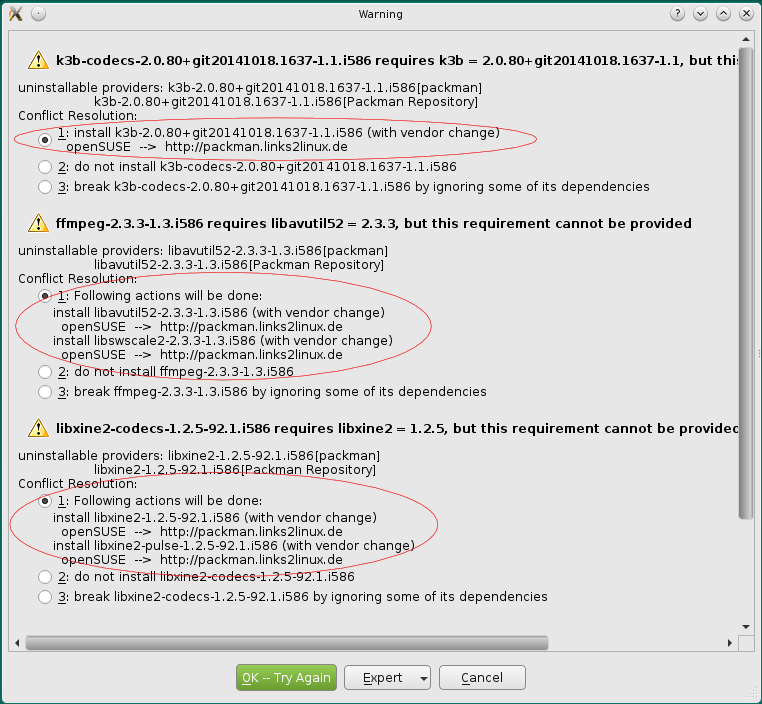 Warning
k3b-codecs-2.0.80+git20141018.1637-1.1.i586 requires k3b = 2.0.80+git20141018.1637-1.1, but this
uninstallable providers: k3b-2.0.80+git20141018.1637-1.1.i586[packman]
k3b-2.0.80+git20141018.1637-1.1.i586[Packman Repository]
Conflict Resolution:
1: install k3b-2.0.80+git20141018.1637-1.1.i586 (with vendor change)
openSUSE --> http://packman.links2linux.de
2: do not install k3b-codecs-2.0.80+git20141018.1637-1.1.i586
3: break k3b-codecs-2.0.80+git20141018.1637-1.1.i586 by ignoring some of its dependencies
ffmpeg-2.3.3-1.3.i586 requires libavutil52 = 2.3.3, but this requirement cannot be provided
uninstallable providers: libavutil52-2.3.3-1.3.i586[packman]
libavutil52-2.3.3-1.3.i586[Packman Repository]
Conflict Resolution:
1: Following actions will be done:
install libavutil52-2.3.3-1.3.i586 (with vendor change)
openSUSE --> http://packman.links2linux.de
install libswscale2-2.3.3-1.3.i586 (with vendor change)
openSUSE --> http://packman.links2linux.de
2: do not install ffmpeg-2.3.3-1.3.i586
3: break ffmpeg-2.3.3-1.3.i586 by ignoring some of its dependencies
libxine2-codecs-1.2.5-92.1.i586 requires libxine2 = 1.2.5, but this requirement cannot be provided
uninstallable providers: libxine2-1.2.5-92.1.i586[packman]
libxine2-1.2.5-92.1.i586[Packman Repository]
Conflict Resolution:
1: Following actions will be done:
install libxine2-1.2.5-92.1.i586 (with vendor change)
openSUSE --> http://packman.links2linux.de
install libxine2-pulse-1.2.5-92.1.i586 (with vendor change)
openSUSE --> http://packman.links2linux.de
2: do not install libxine2-codecs-1.2.5-92.1.i586
3: break libxine2-codecs-1.2.5-92.1.i586 by ignoring some of its dependencies
OK -- Try Again
Expert
Cancel